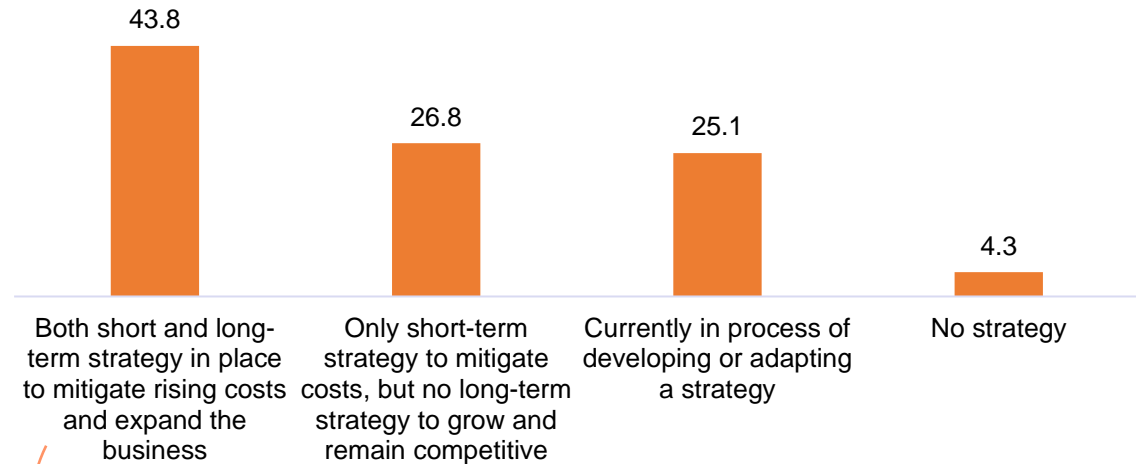 43.8
26.8
25.1
4.3
Both short and long-
term strategy in place
to mitigate rising costs
and expand the
business
Only short-term
strategy to mitigate
costs, but no long-term
strategy to grow and
remain competitive
Currently in process of
developing or adapting
a strategy
No strategy